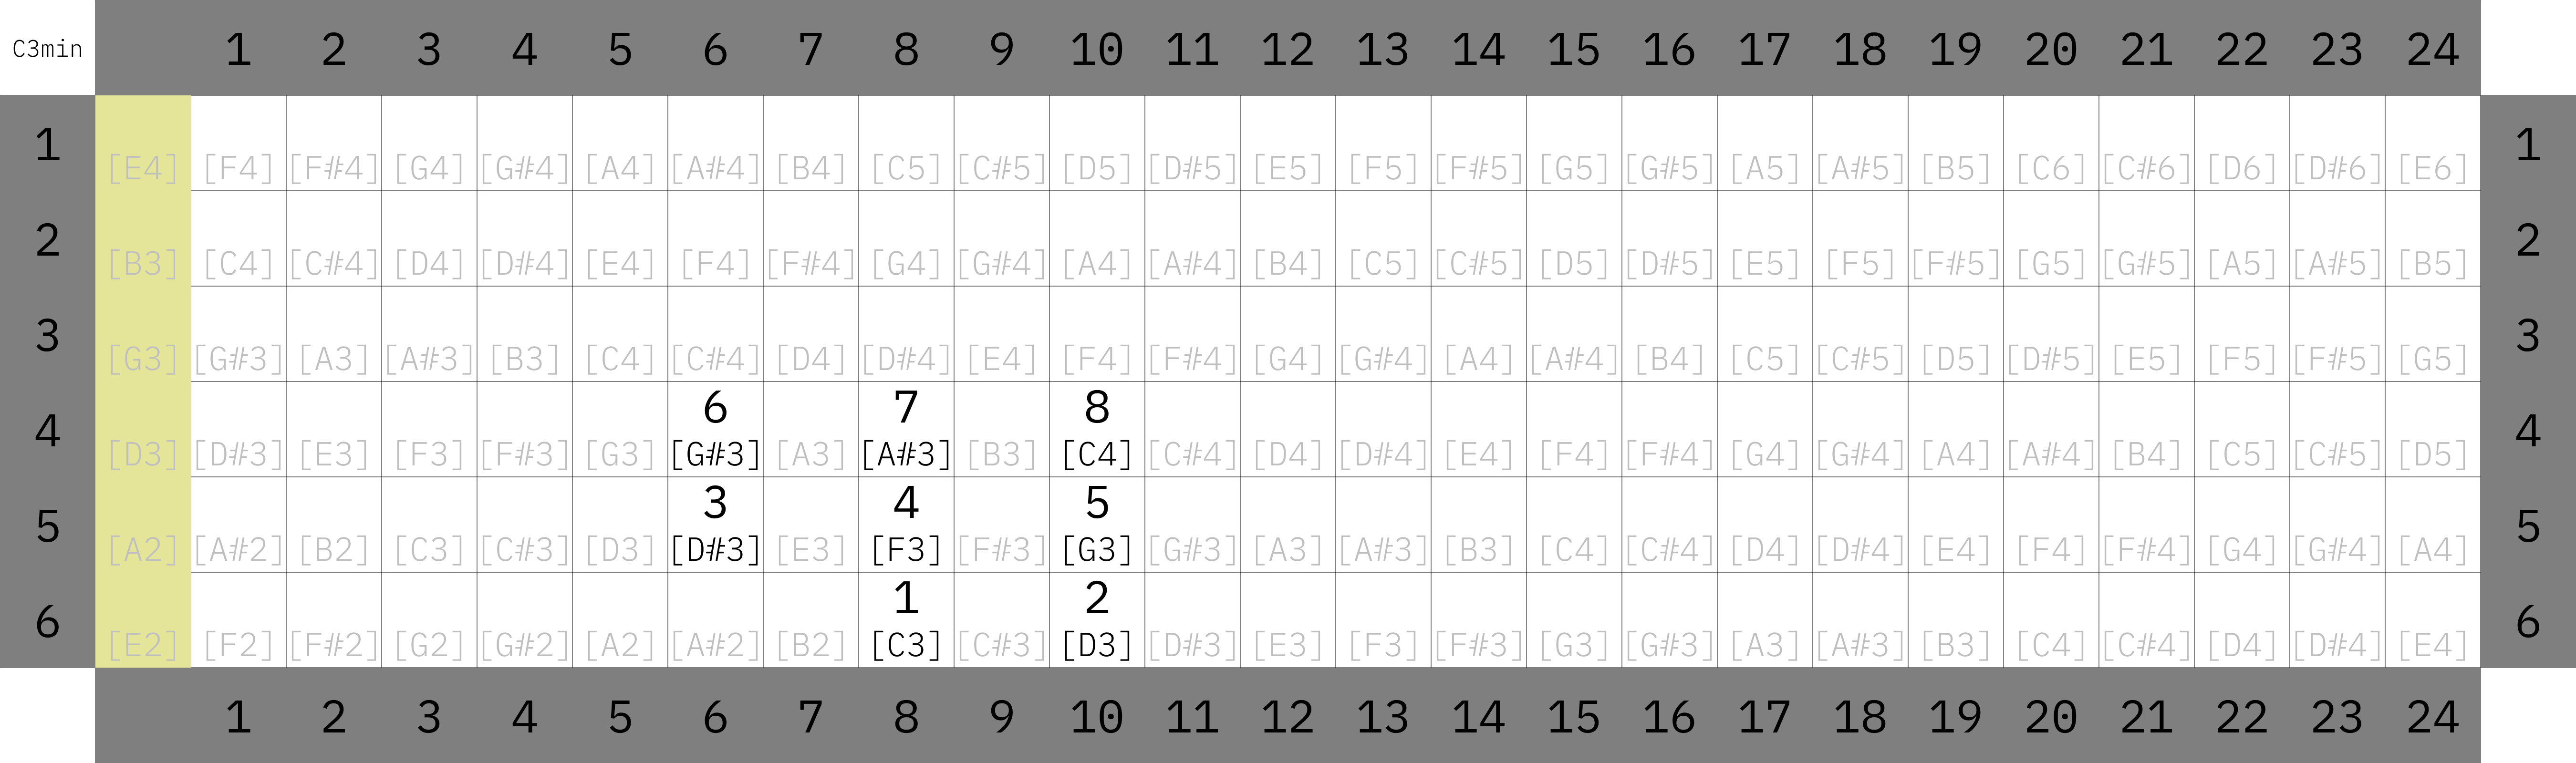 C3min 1 2 3 4 5 6 7 8 9 10 11 12 13 14 15 16 17 18 19 20 21 22 23 24
1 [E4] [F4] [F#4] [G4] [G#4] [A4] [A#4] [B4] [C5] [C#5] [D5] [D#5] [E5] [F5] [F#5] [G5] [G#5] [A5] [A#5] [B5] [C6] [C#6] [D6] [D#6] [E6] 1
2 [B3] [C4] [C#4] [D4] [D#4] [E4] [F4] [F#4] [G4] [G#4] [A4] [A#4] [B4] [C5] [C#5] [D5] [D#5] [E5] [F5] [F#5] [G5] [G#5] [A5] [A#5] [B5] 2
3 [G3] [G#3] [A3] [A#3] [B3] [C4] [C#4] [D4] [D#4] [E4] [F4] [F#4] [G4] [G#4] [A4] [A#4] [B4] [C5] [C#5] [D5] [D#5] [E5] [F5] [F#5] [G5] 3
6 7 8
4 [D3] [D#3] [E3] [F3] [F#3] [G3] [G#3] [A3] [A#3] [B3] [C4] [C#4] [D4] [D#4] [E4] [F4] [F#4] [G4] [G#4] [A4] [A#4] [B4] [C5] [C#5] [D5] 4
3 4 5
5 [A2] [A#2] [B2] [C3] [C#3] [D3] [D#3] [E3] [F3] [F#3] [G3] [G#3] [A3] [A#3] [B3] [C4] [C#4] [D4] [D#4] [E4] [F4] [F#4] [G4] [G#4] [A4] 5
1 2
6 [E2] [F2] [F#2] [G2] [G#2] [A2] [A#2] [B2] [C3] [C#3] [D3] [D#3] [E3] [F3] [F#3] [G3] [G#3] [A3] [A#3] [B3] [C4] [C#4] [D4] [D#4] [E4] 6
1 2 3 4 5 6 7 8 9 10 11 12 13 14 15 16 17 18 19 20 21 22 23 24